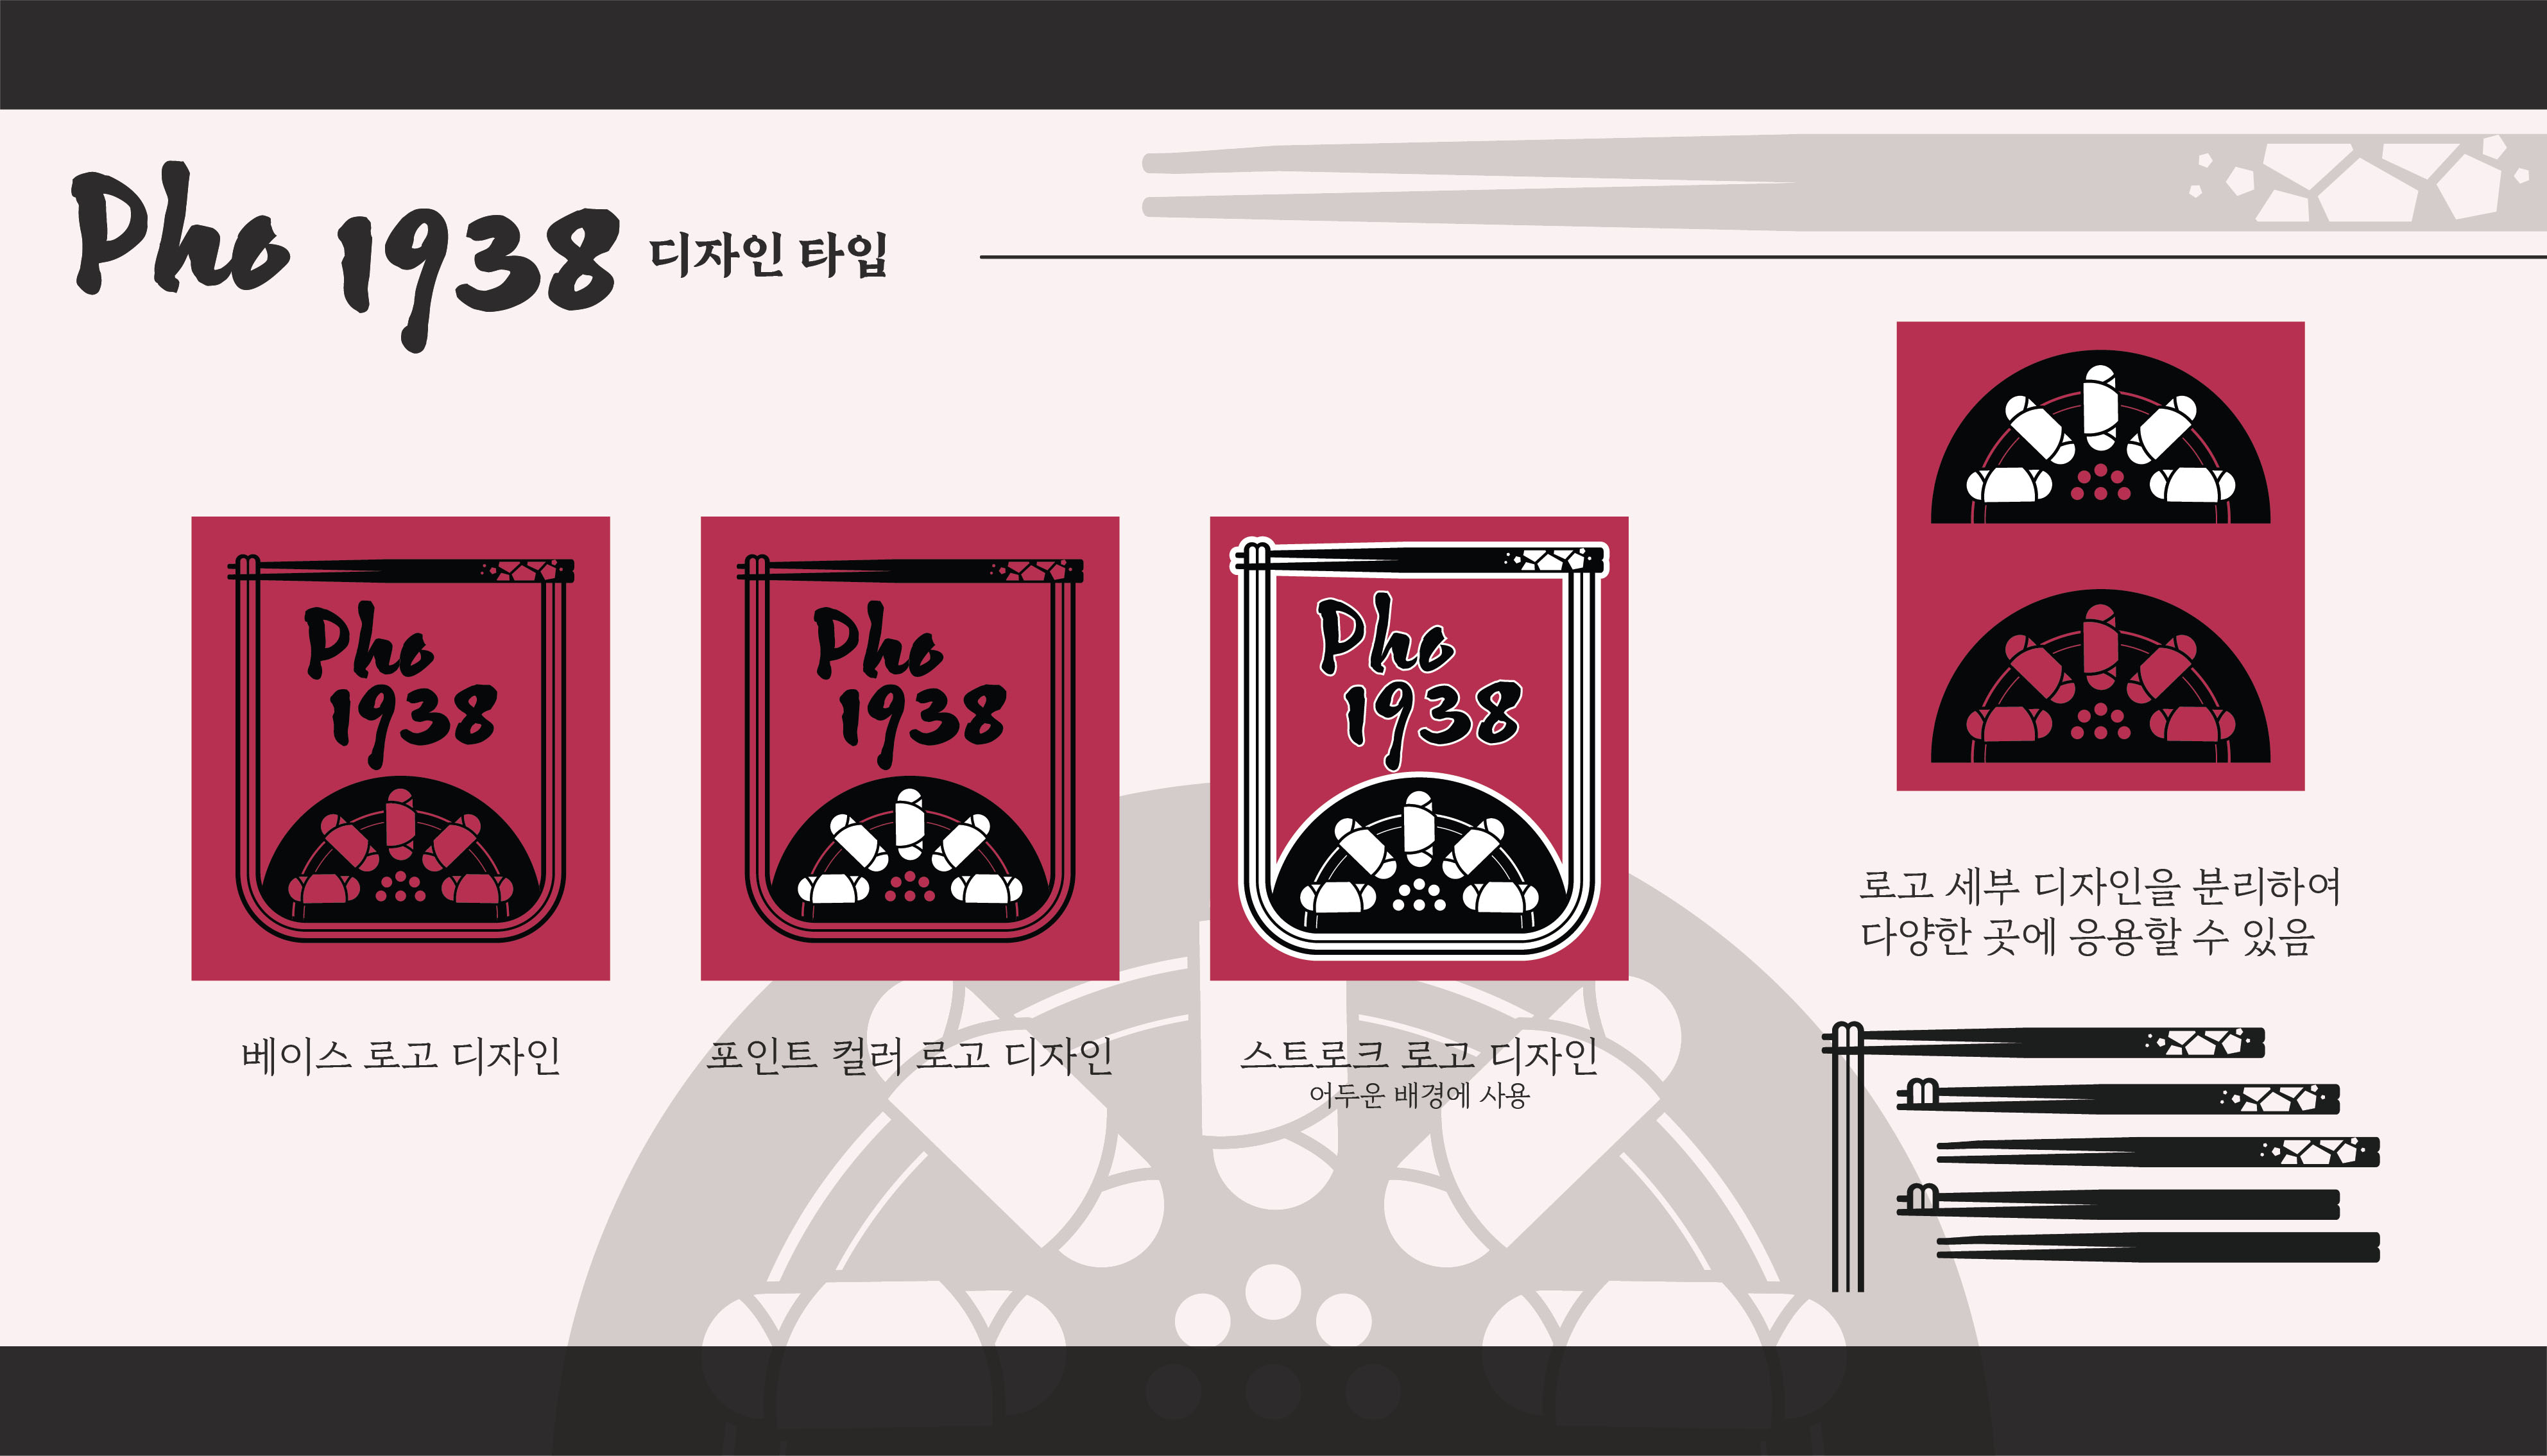 Pho 1938 디자인 타입
Pho
1938
베이스 로고 디자인
Pho
1938
포인트 컬러 로고 디자인
Pho
1938
스트로크 로고 디자인
어두운 배경에 사용
로고 세부 디자인을 분리하여
다양한 곳에 응용할 수 있음